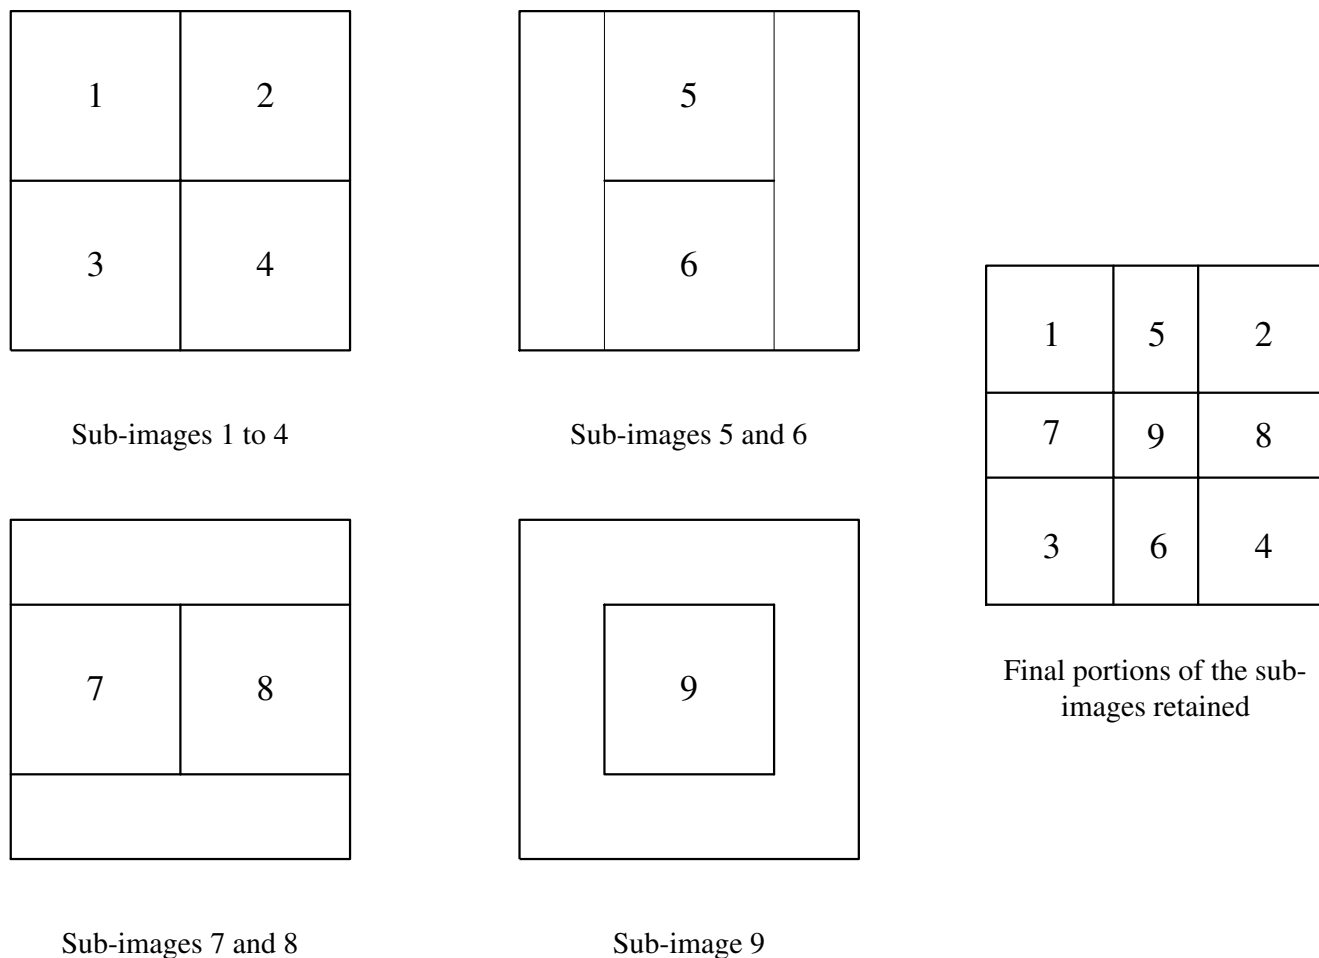 1 2
3 4
Sub-images 1 to 4
5
6
Sub-images 5 and 6
7 8
Sub-images 7 and 8
9
Sub-image 9
1 5 2
7 9 8
3 6 4
Final portions of the sub-
images retained